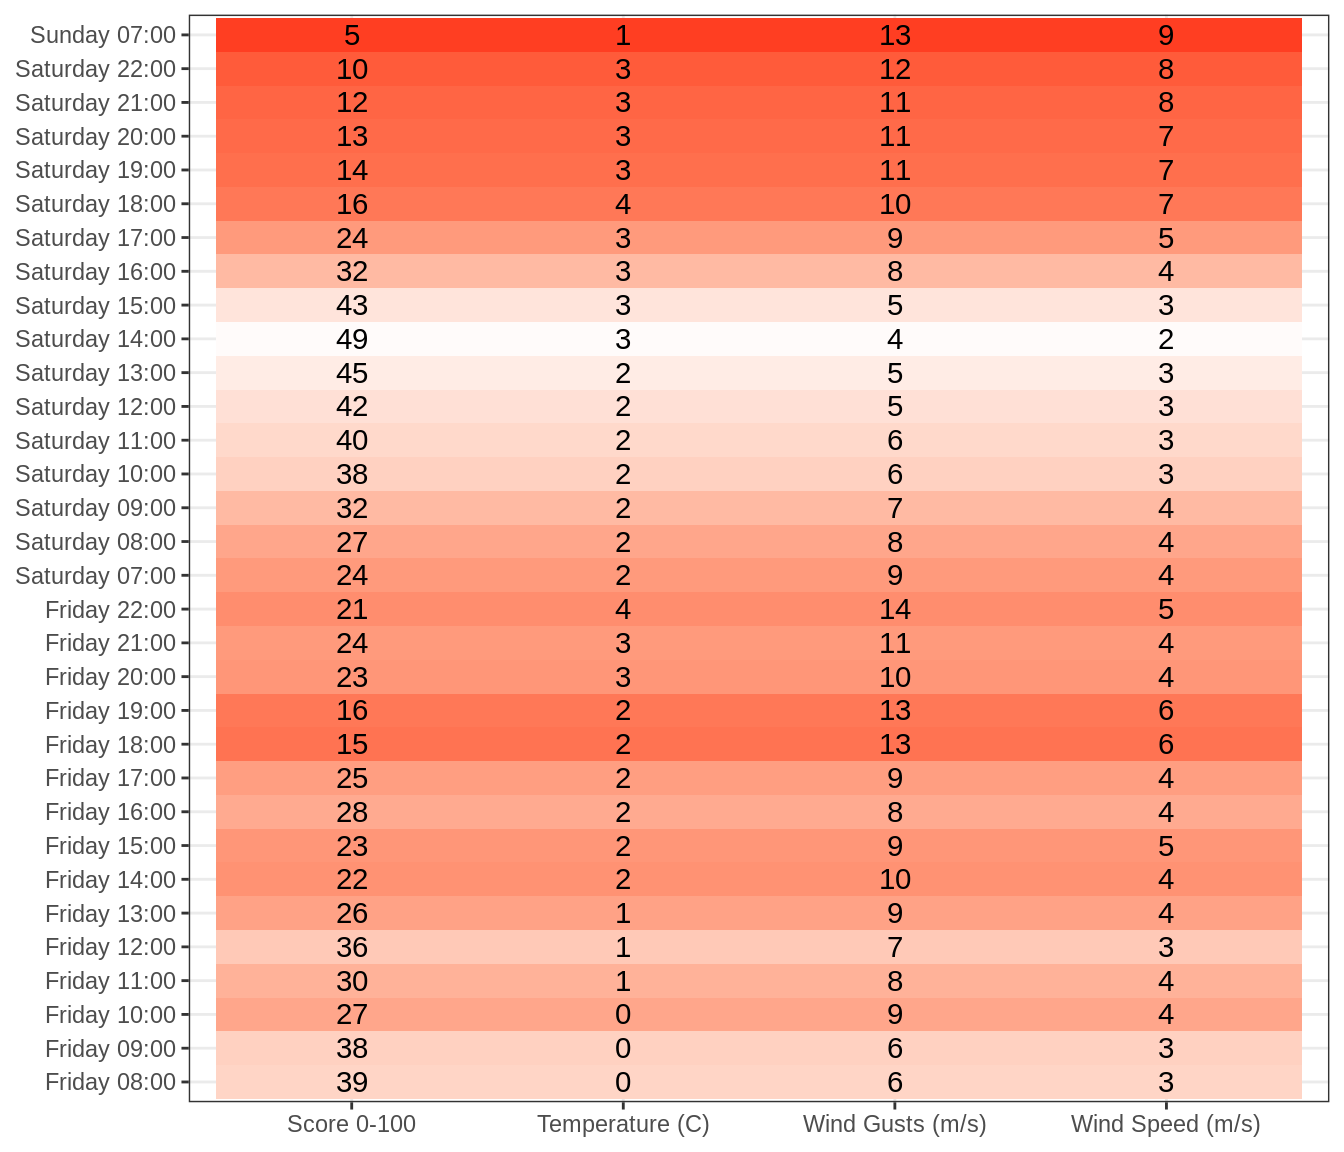 Sunday 07:00 5 1 13 9
Saturday 22:00 10 3 12 8
Saturday 21:00 12 3 11 8
Saturday 20:00 13 3 11 7
Saturday 19:00 14 3 11 7
Saturday 18:00 16 4 10 7
Saturday 17:00 24 3 9 5
Saturday 16:00 32 3 8 4
Saturday 15:00 43 3 5 3
Saturday 14:00 49 3 4 2
Saturday 13:00 45 2 5 3
Saturday 12:00 42 2 5 3
Saturday 11:00 40 2 6 3
Saturday 10:00 38 2 6 3
Saturday 09:00 32 2 7 4
Saturday 08:00 27 2 8 4
Saturday 07:00 24 2 9 4
Friday 22:00 21 4 14 5
Friday 21:00 24 3 11 4
Friday 20:00 23 3 10 4
Friday 19:00 16 2 13 6
Friday 18:00 15 2 13 6
Friday 17:00 25 2 9 4
Friday 16:00 28 2 8 4
Friday 15:00 23 2 9 5
Friday 14:00 22 2 10 4
Friday 13:00 26 1 9 4
Friday 12:00 36 1 7 3
Friday 11:00 30 1 8 4
Friday 10:00 27 0 9 4
Friday 09:00 38 0 6 3
Friday 08:00 39 0 6 3
Score 0-100 Temperature (C) Wind Gusts (m/s) Wind Speed (m/s)